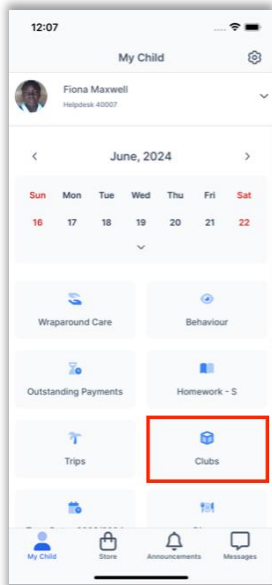 12:07
My Child
Fiona Maxwell
Helpdesk 40007
June, 2024
Sun Mon Tue Wed Thu Fri Sat
16 17 18 19 20 21 22
Wraparound Care Behaviour
Outstanding Payments Homework - S
Trips Clubs
My Child Store Announcements Messages